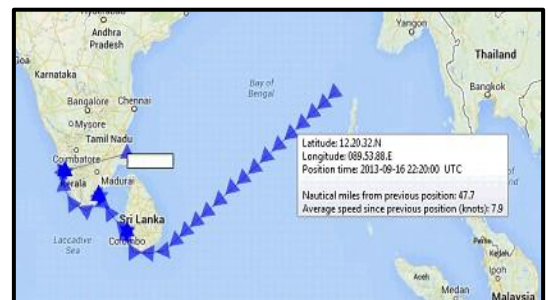 Hyderabad
Andhra
Pradesh
Goa
Karnataka
Bangalore
Chennai
Mysore
Tamil Nadu
Coimbatore
Kerala
Madurai
Sri Lanka
Colombo
Laccadive
Sea
Bay of
Bengal
Yangon
Thailand
Bangkok
Latitude: 12.20.32.N
Longitude: 089.53.88.E
Position time: 2013-09-16 22:20:00 UTC
Nautical miles from previous position: 47.7
Average speed since previous position (knots): 7.9
Aceh
Medan
Ipoh
Malaysia